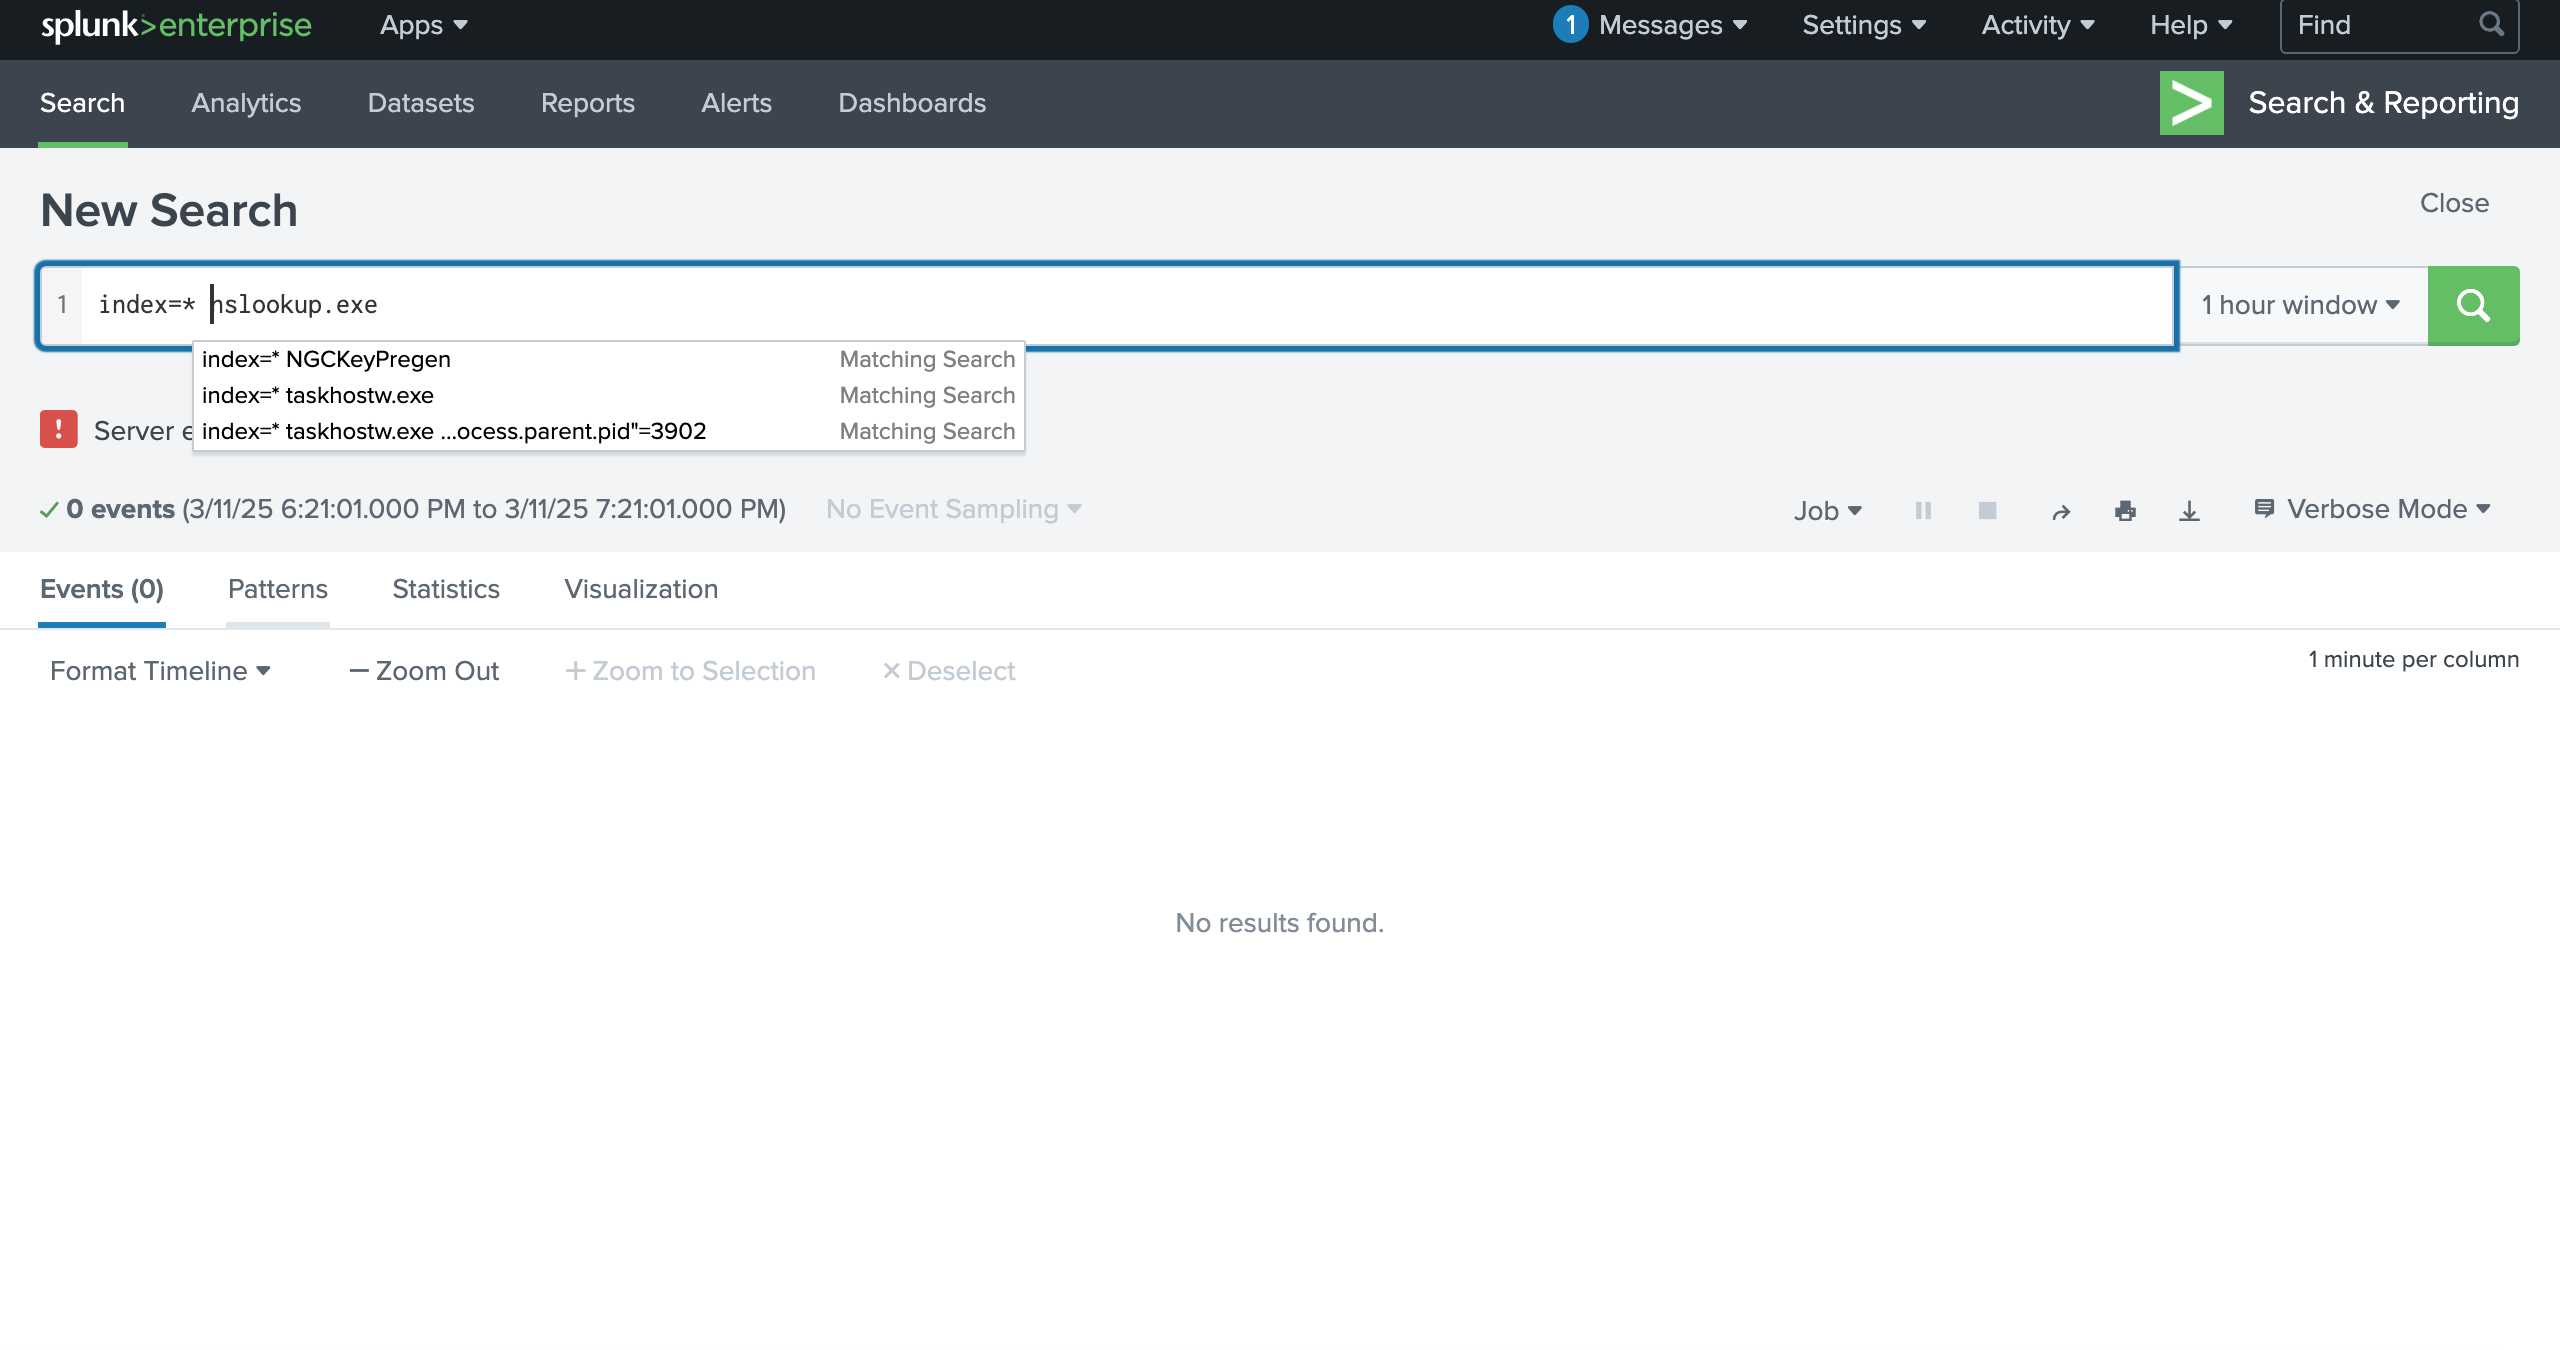 splunk>enterprise Apps 1 Messages Settings Activity Help Find
Search Analytics Datasets Reports Alerts Dashboards Search & Reporting
New Search Close
1 index=* nslookup.exe 1 hour window
index=* NGCKeyPregen Matching Search
index=* taskhostw.exe Matching Search
! Server
index=* taskhostw.exe ...ocess.parent.pid"=3902 Matching Search
0 events (3/11/25 6:21:01.000 PM to 3/11/25 7:21:01.000 PM) No Event Sampling Job Verbose Mode
Events (0) Patterns Statistics Visualization
Format Timeline — Zoom Out + Zoom to Selection × Deselect 1 minute per column
No results found.